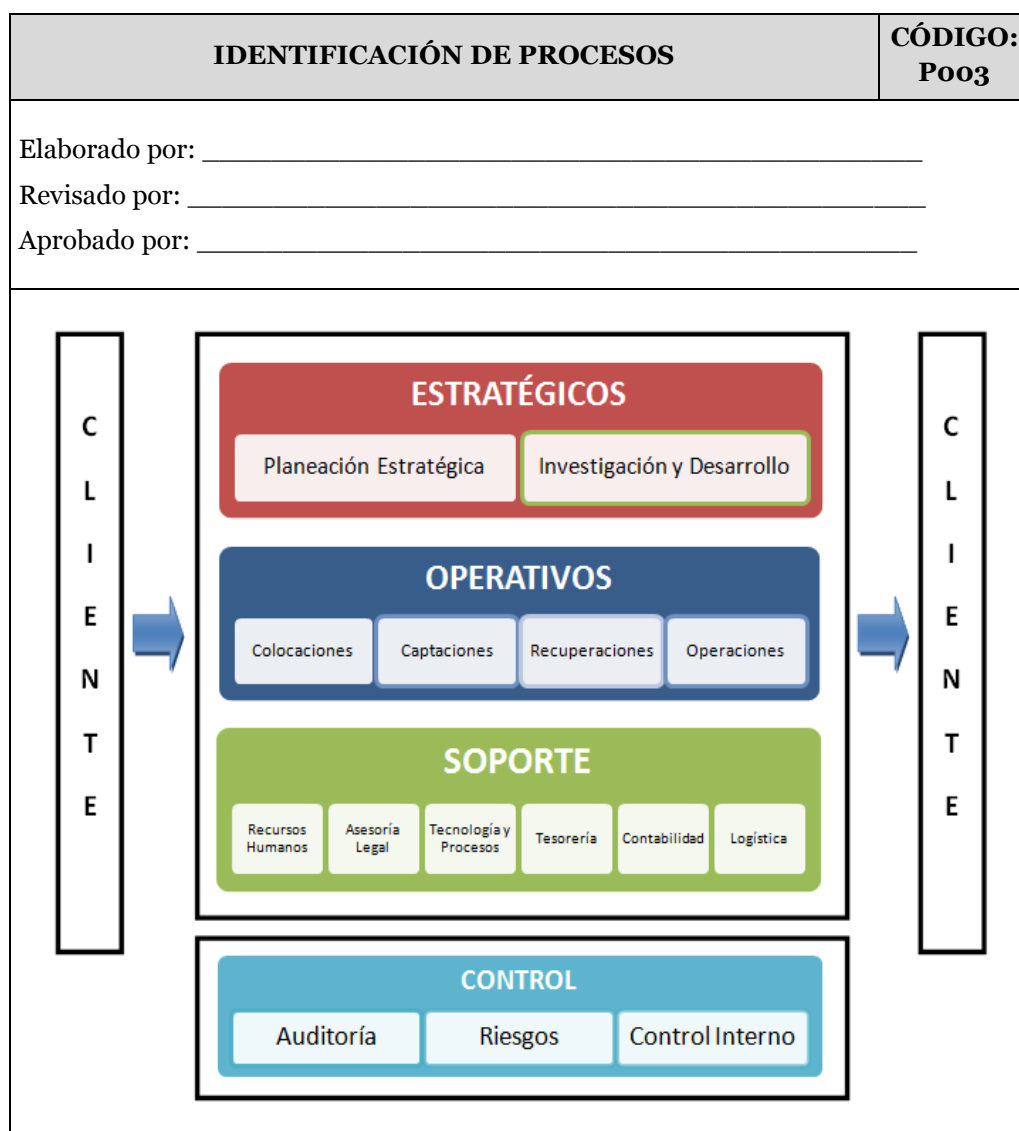 IDENTIFICACIÓN DE PROCESOS
CÓDIGO:
P003
Elaborado por: ___________________________________________
Revisado por: ____________________________________________
Aprobado por: ___________________________________________
C
L
I
E
N
T
E
ESTRATÉGICOS
Planeación Estratégica
Investigación y Desarrollo
OPERATIVOS
Colocaciones
Captaciones
Recuperaciones
Operaciones
SOPORTE
Recursos
Humanos
Asesoría
Legal
Tecnología y
Procesos
Tesorería
Contabilidad
Logística
CONTROL
Auditoría
Riesgos
Control Interno
C
L
I
E
N
T
E